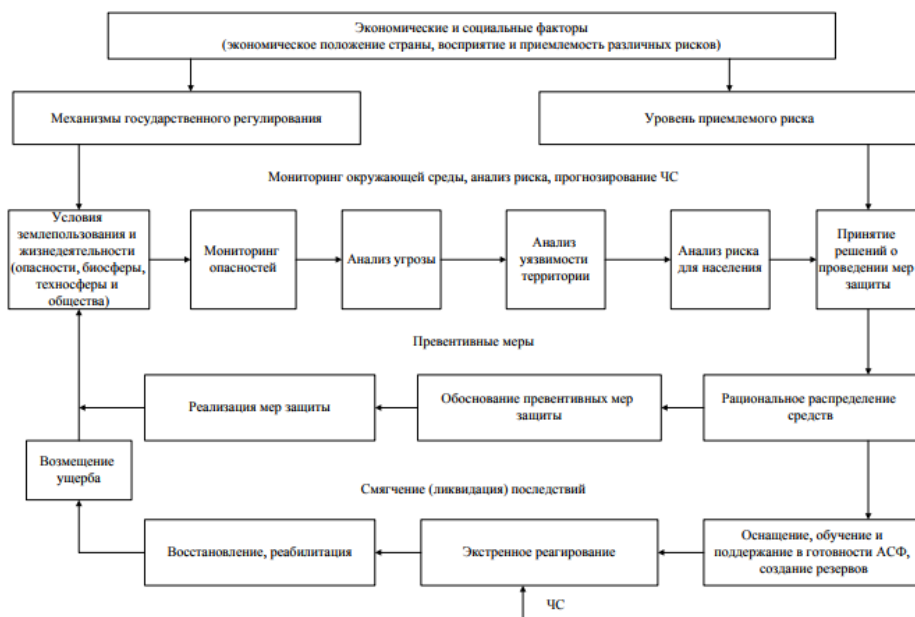 Экономические и социальные факторы
(экономическое положение страны, восприятие и приемлемость различных рисков)
Механизмы государственного регулирования
Уровень приемлемого риска
Мониторинг окружающей среды, анализ риска, прогнозирование ЧС
Условия
землепользования и
жизнедеятельности
(опасности, биосферы,
техносферы и
общества)
Мониторинг
опасностей
Анализ угрозы
Анализ
уязвимости
территории
Анализ риска
для населения
Принятие
решений о
проведении мер
защиты
Превентивные меры
Реализация мер защиты
Обоснование превентивных мер
защиты
Рациональное распределение
средств
Возмещение
ущерба
Смягчение (ликвидация) последствий
Восстановление, реабилитация
Экстренное реагирование
Оснащение, обучение и
поддержание в готовности АСФ,
создание резервов
ЧС